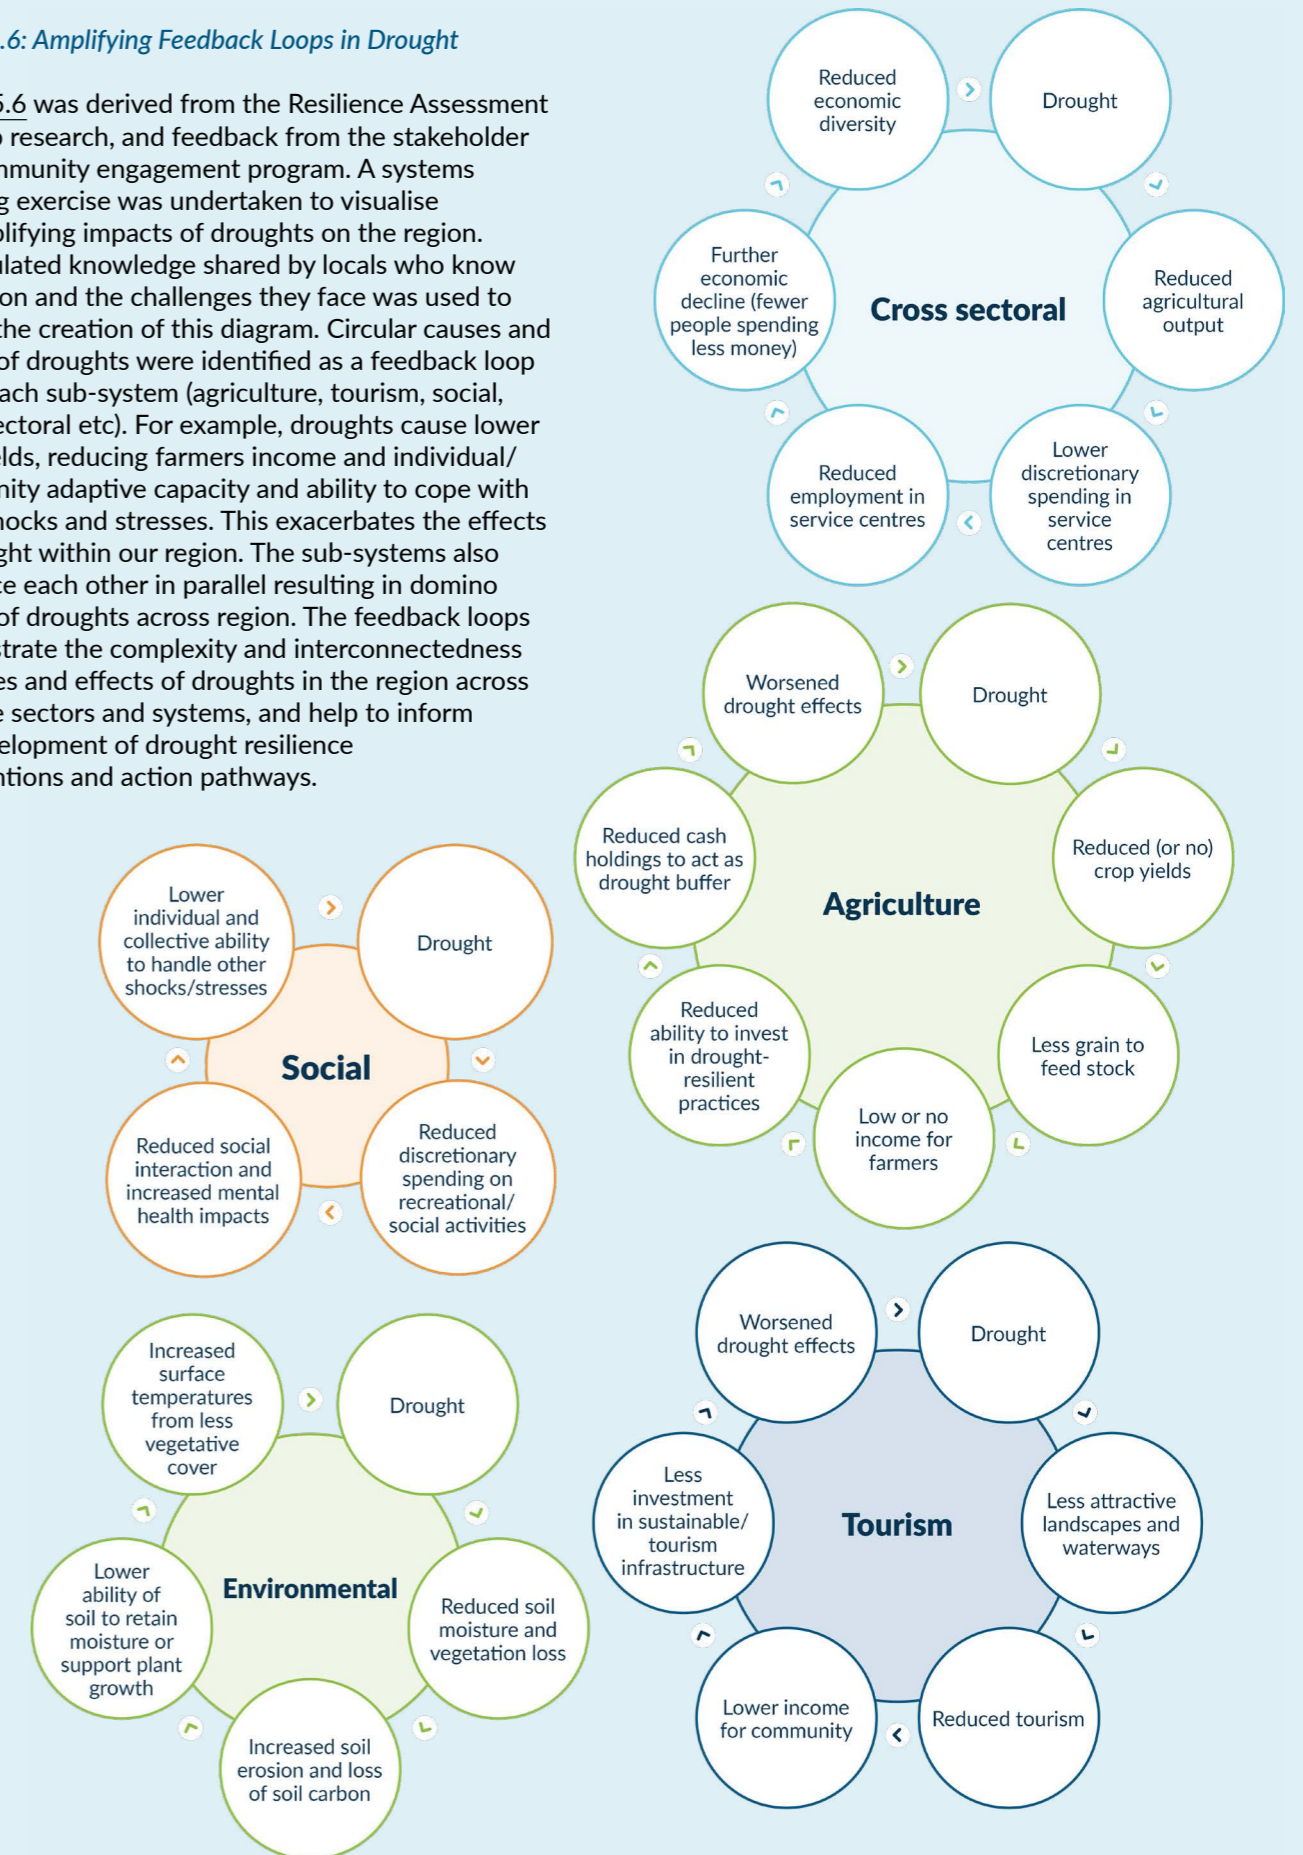 .6: Amplifying Feedback Loops in Drought
5.6 was derived from the Resilience Assessment
research, and feedback from the stakeholder
mmunity engagement program. A systems
g exercise was undertaken to visualise
plifying impacts of droughts on the region.
ulated knowledge shared by locals who know
on and the challenges they face was used to
the creation of this diagram. Circular causes and
of droughts were identified as a feedback loop
ach sub-system (agriculture, tourism, social,
ectoral etc). For example, droughts cause lower
elds, reducing farmers income and individual/
nity adaptive capacity and ability to cope with
hocks and stresses. This exacerbates the effects
ght within our region. The sub-systems also
ce each other in parallel resulting in domino
of droughts across region. The feedback loops
strate the complexity and interconnectedness
es and effects of droughts in the region across
e sectors and systems, and help to inform
elopment of drought resilience
ntions and action pathways.
Cross sectoral
Drought
Reduced
agricultural
output
Lower
discretionary
spending in
service
centres
Reduced
employment in
service centres
Further
economic
decline (fewer
people spending
less money)
Reduced
economic
diversity
Agriculture
Drought
Reduced (or no)
crop yields
Less grain to
feed stock
Low or no
income for
farmers
Reduced
ability to invest
in drought-
resilient
practices
Reduced cash
holdings to act as
drought buffer
Worsened
drought effects
Social
Drought
Reduced
discretionary
spending on
recreational/
social activities
Reduced social
interaction and
increased mental
health impacts
Lower
individual and
collective ability
to handle other
shocks/stresses
Environmental
Drought
Reduced soil
moisture and
vegetation loss
Increased soil
erosion and loss
of soil carbon
Lower
ability of
soil to retain
moisture or
support plant
growth
Increased
surface
temperatures
from less
vegetative
cover
Tourism
Drought
Less attractive
landscapes and
waterways
Reduced tourism
Lower income
for community
Less
investment
in sustainable/
tourism
infrastructure
Worsened
drought effects